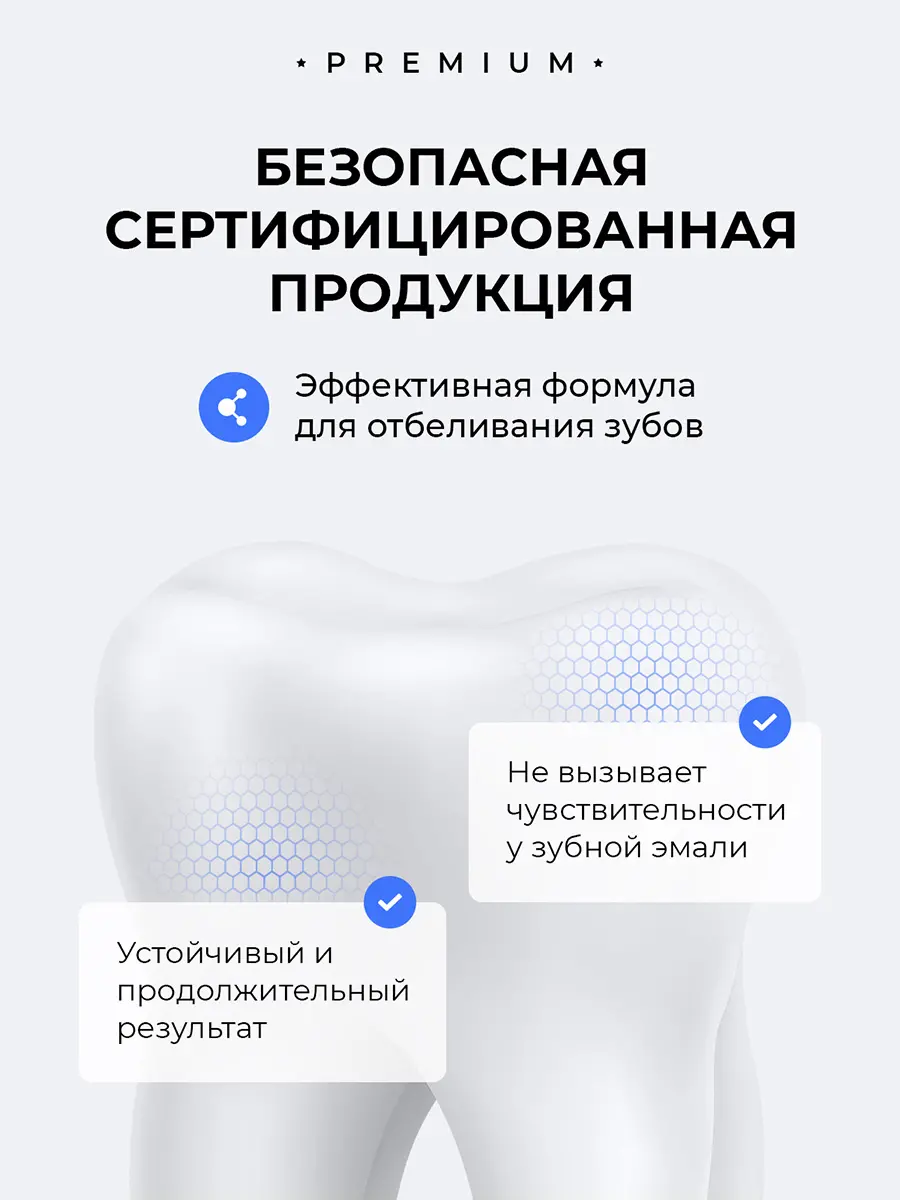 PREMIUM
БЕЗОПАСНАЯ
СЕРТИФИЦИРОВАННАЯ
ПРОДУКЦИЯ
Эффективная формула
для отбеливания зубов
Не вызывает
чувствительности
у зубной эмали
Устойчивый и
продолжительный
результат